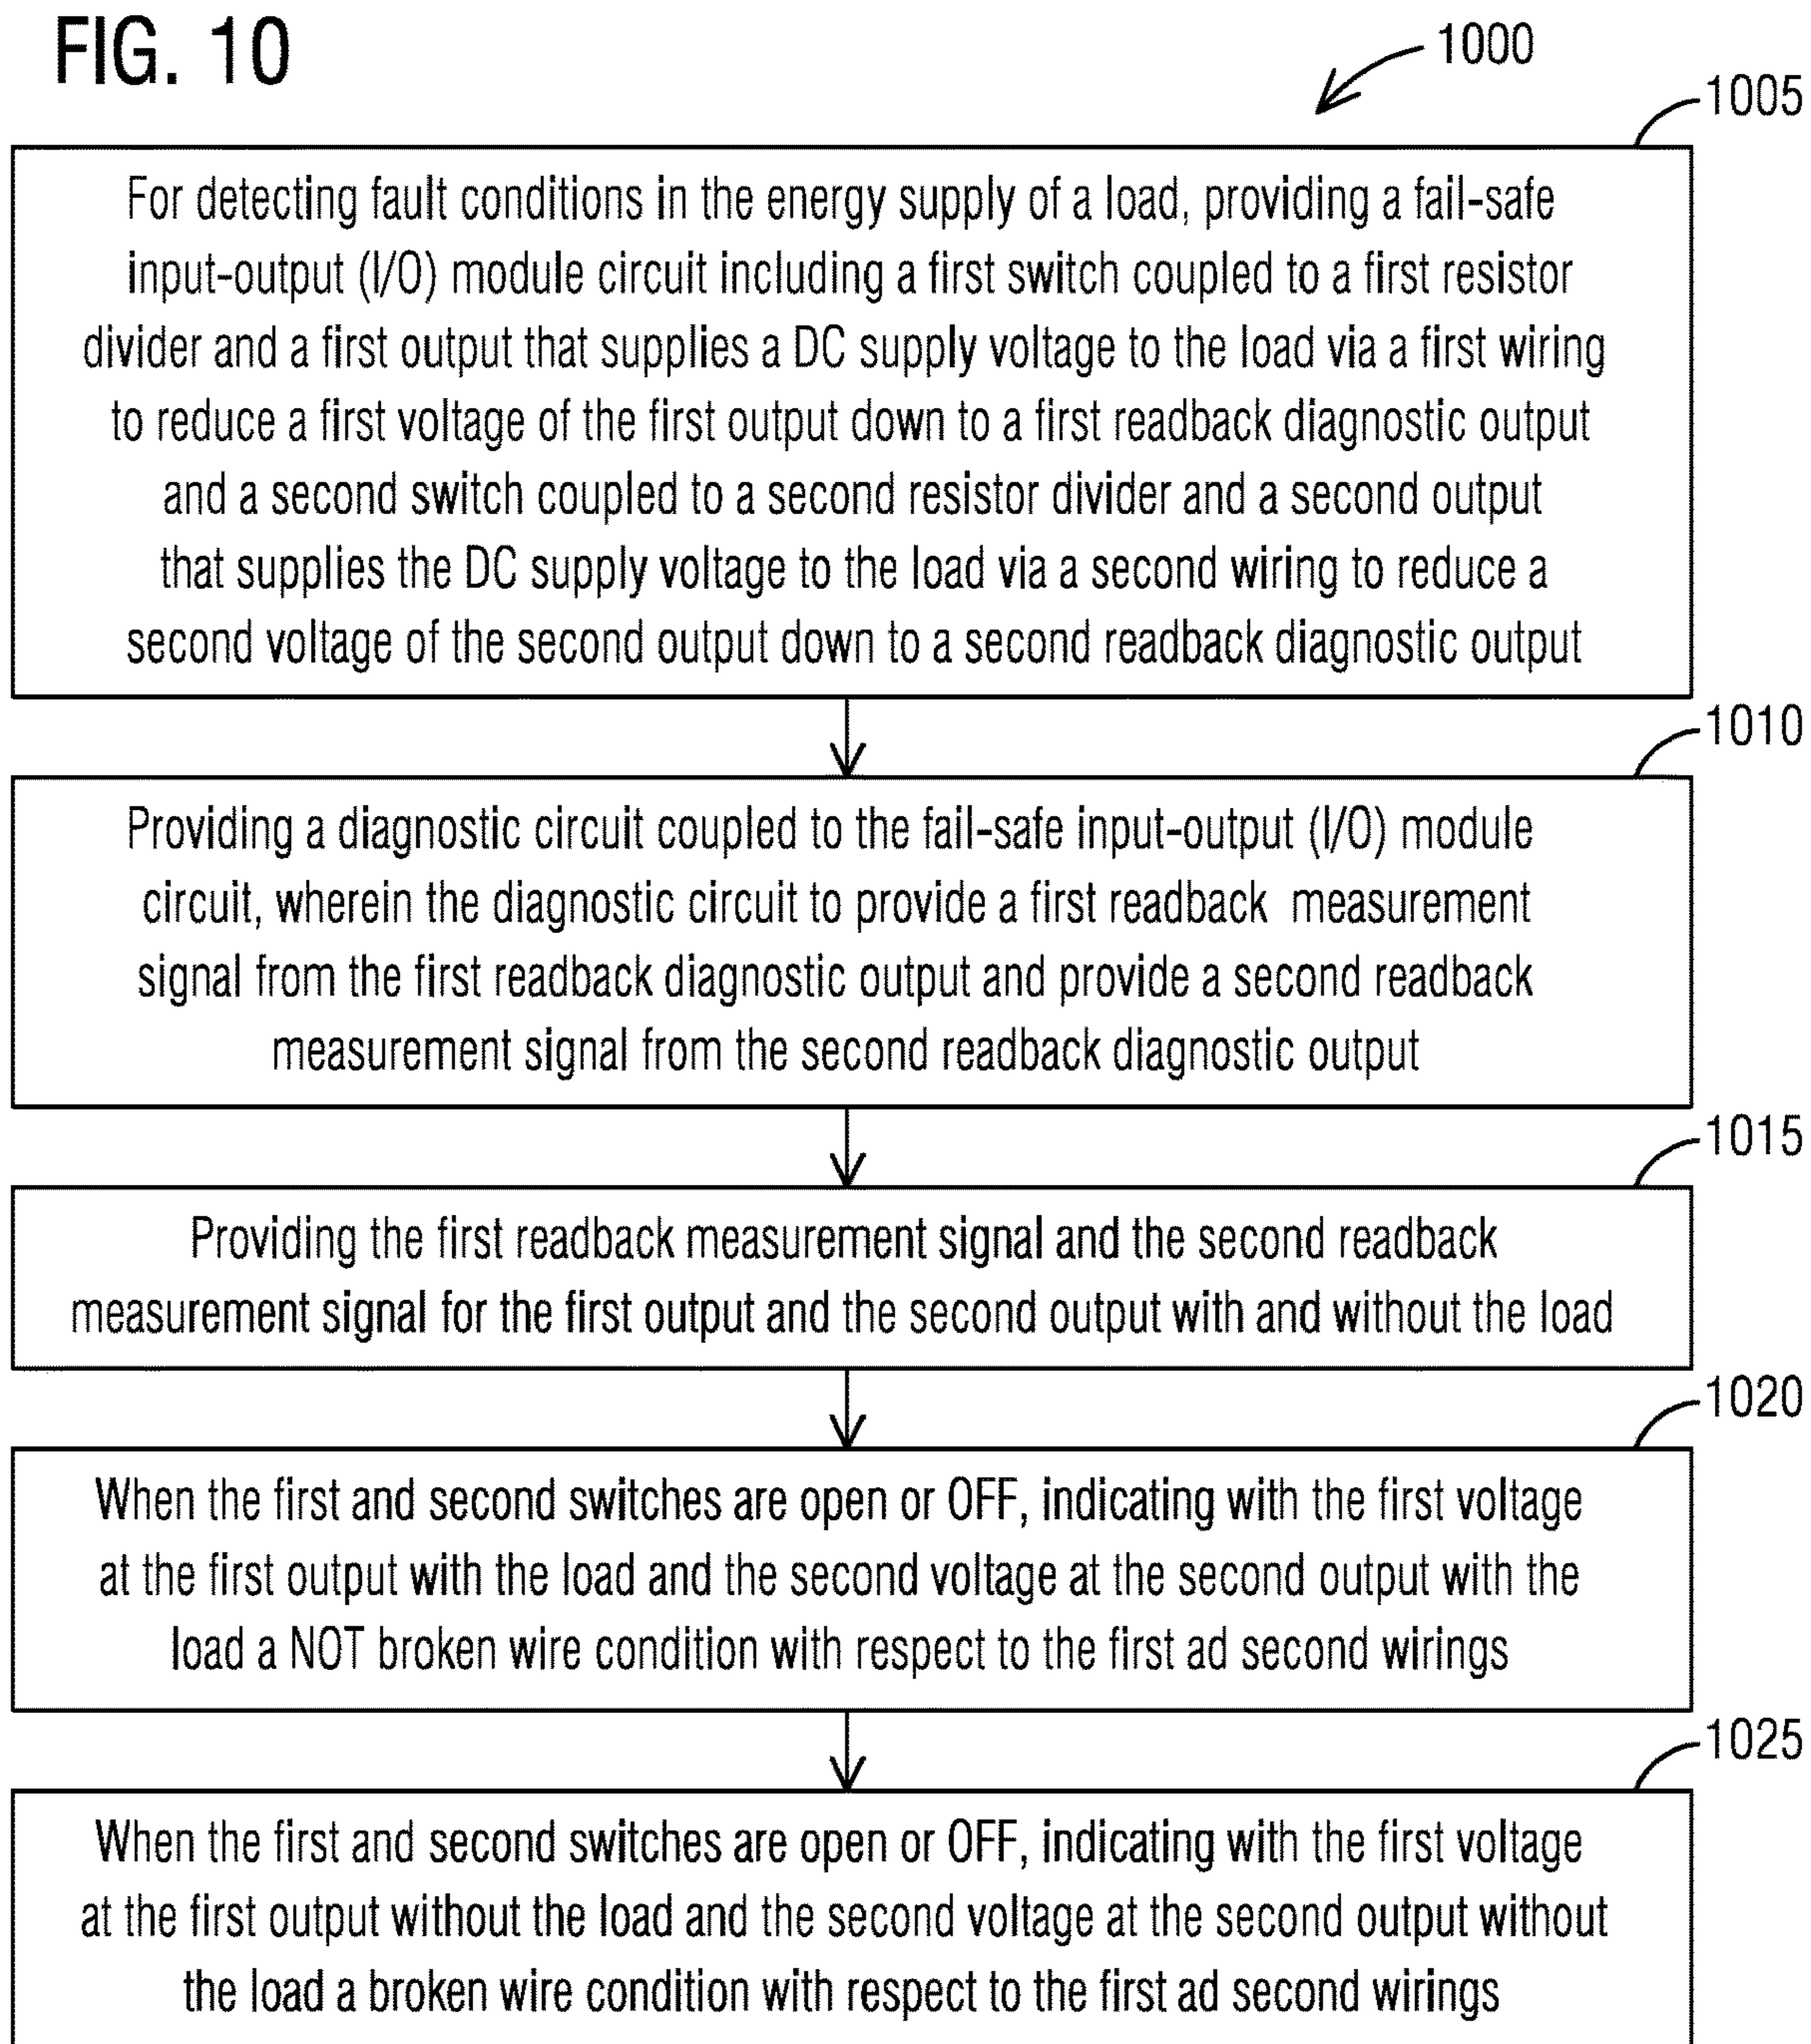 FIG. 10
1000
1005
For detecting fault conditions in the energy supply of a load, providing a fail-safe
input-output (I/O) module circuit including a first switch coupled to a first resistor
divider and a first output that supplies a DC supply voltage to the load via a first wiring
to reduce a first voltage of the first output down to a first readback diagnostic output
and a second switch coupled to a second resistor divider and a second output
that supplies the DC supply voltage to the load via a second wiring to reduce a
second voltage of the second output down to a second readback diagnostic output
1010
Providing a diagnostic circuit coupled to the fail-safe input-output (I/O) module
circuit, wherein the diagnostic circuit to provide a first readback measurement
signal from the first readback diagnostic output and provide a second readback
measurement signal from the second readback diagnostic output
1015
Providing the first readback measurement signal and the second readback
measurement signal for the first output and the second output with and without the load
1020
When the first and second switches are open or OFF, indicating with the first voltage
at the first output with the load and the second voltage at the second output with the
load a NOT broken wire condition with respect to the first ad second wirings
1025
When the first and second switches are open or OFF, indicating with the first voltage
at the first output without the load and the second voltage at the second output without
the load a broken wire condition with respect to the first ad second wirings